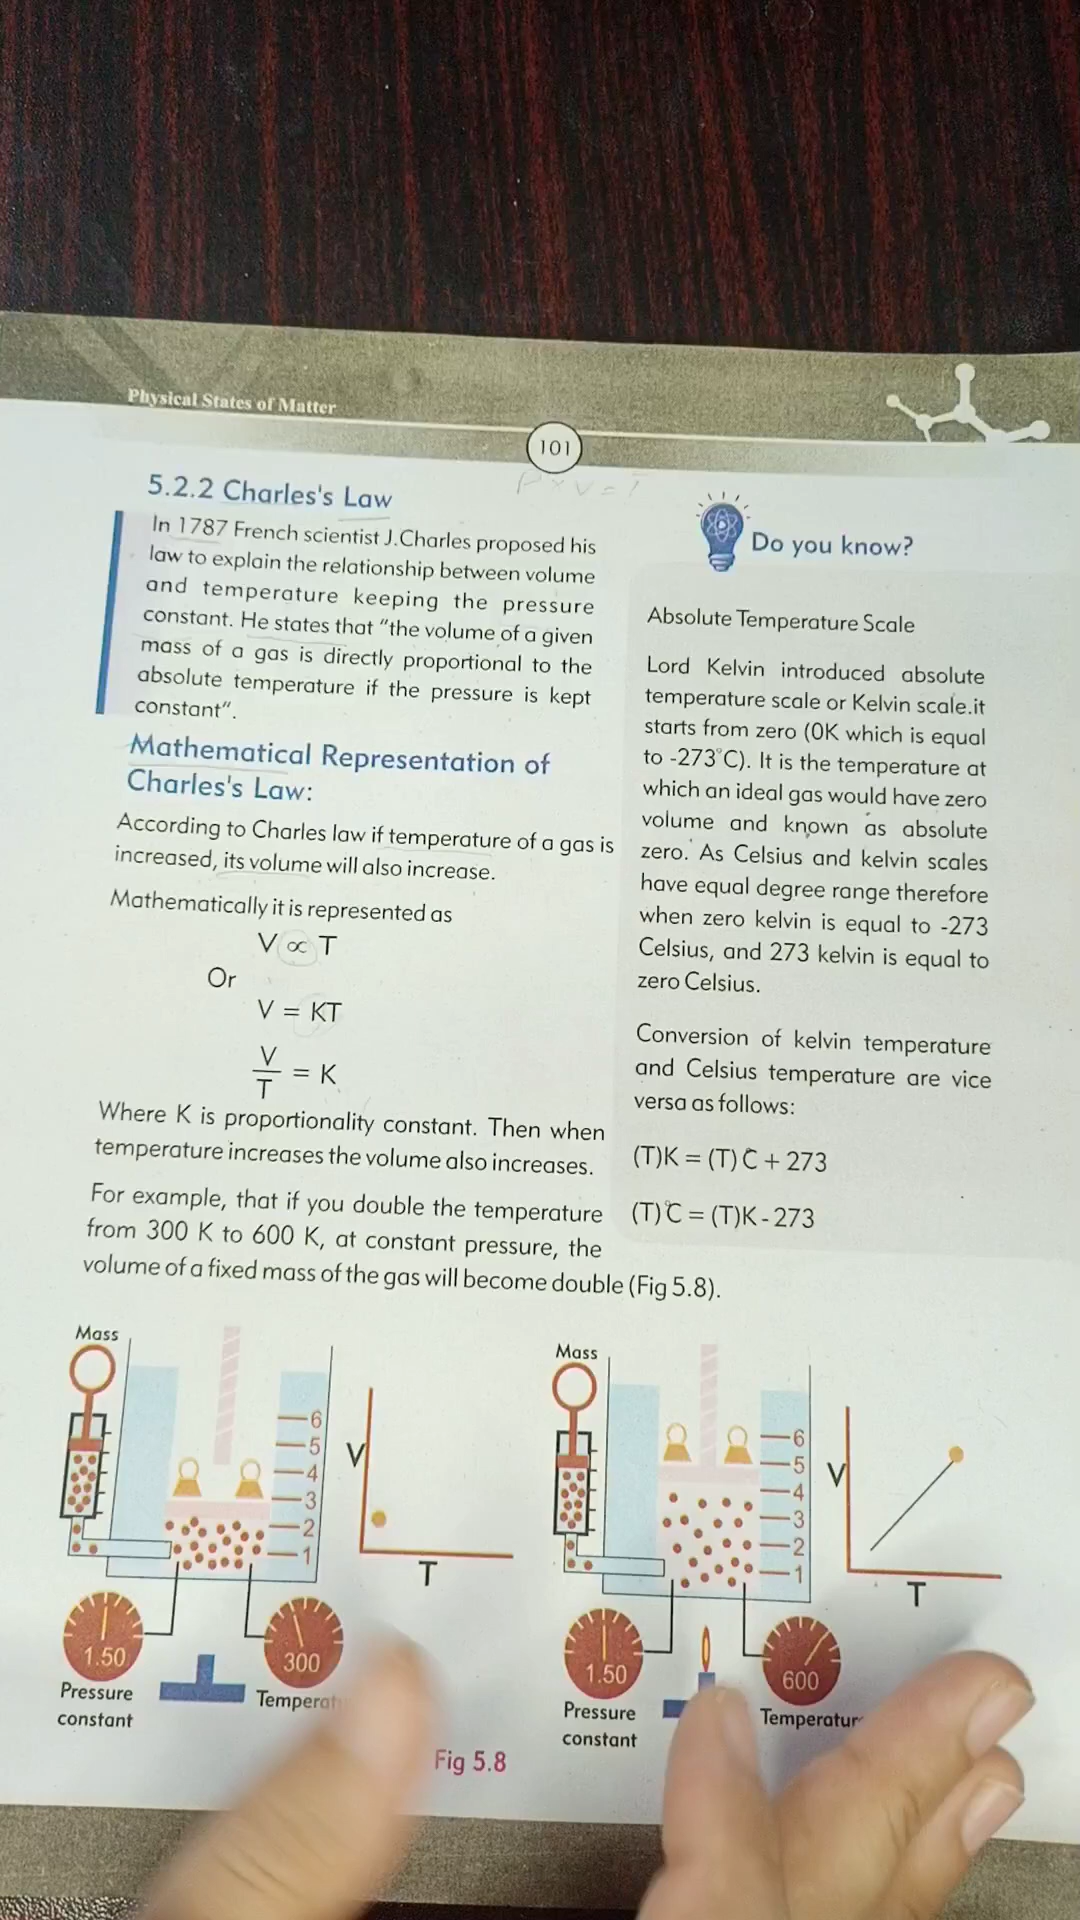 Physical States of Matter
101
5.2.2 Charles's Law
In 1787 French scientist J.Charles proposed his
law to explain the relationship between volume
and temperature keeping the pressure
constant. He states that "the volume of a given
mass of a gas is directly proportional to the
absolute temperature if the pressure is kept
constant".
Mathematical Representation of
Charles's Law:
According to Charles law if temperature of a gas is
increased, its volume will also increase.
Mathematically it is represented as
V ∝ T
Or
V = KT
V
T
= K
Where K is proportionality constant. Then when
temperature increases the volume also increases.
For example, that if you double the temperature
from 300 K to 600 K, at constant pressure, the
volume of a fixed mass of the gas will become double (Fig 5.8).
Do you know?
Absolute Temperature Scale
Lord Kelvin introduced absolute
temperature scale or Kelvin scale.it
starts from zero (0K which is equal
to -273°C). It is the temperature at
which an ideal gas would have zero
volume and known as absolute
zero. As Celsius and kelvin scales
have equal degree range therefore
when zero kelvin is equal to -273
Celsius, and 273 kelvin is equal to
zero Celsius.
Conversion of kelvin temperature
and Celsius temperature are vice
versa as follows:
(T)K = (T)°C + 273
(T)°C = (T)K - 273
Mass
6
5
4
3
2
1
V
T
1.50
300
Pressure
constant
Mass
6
5
4
3
2
1
V
T
1.50
600
Pressure
constant
Temperatur
Fig 5.8